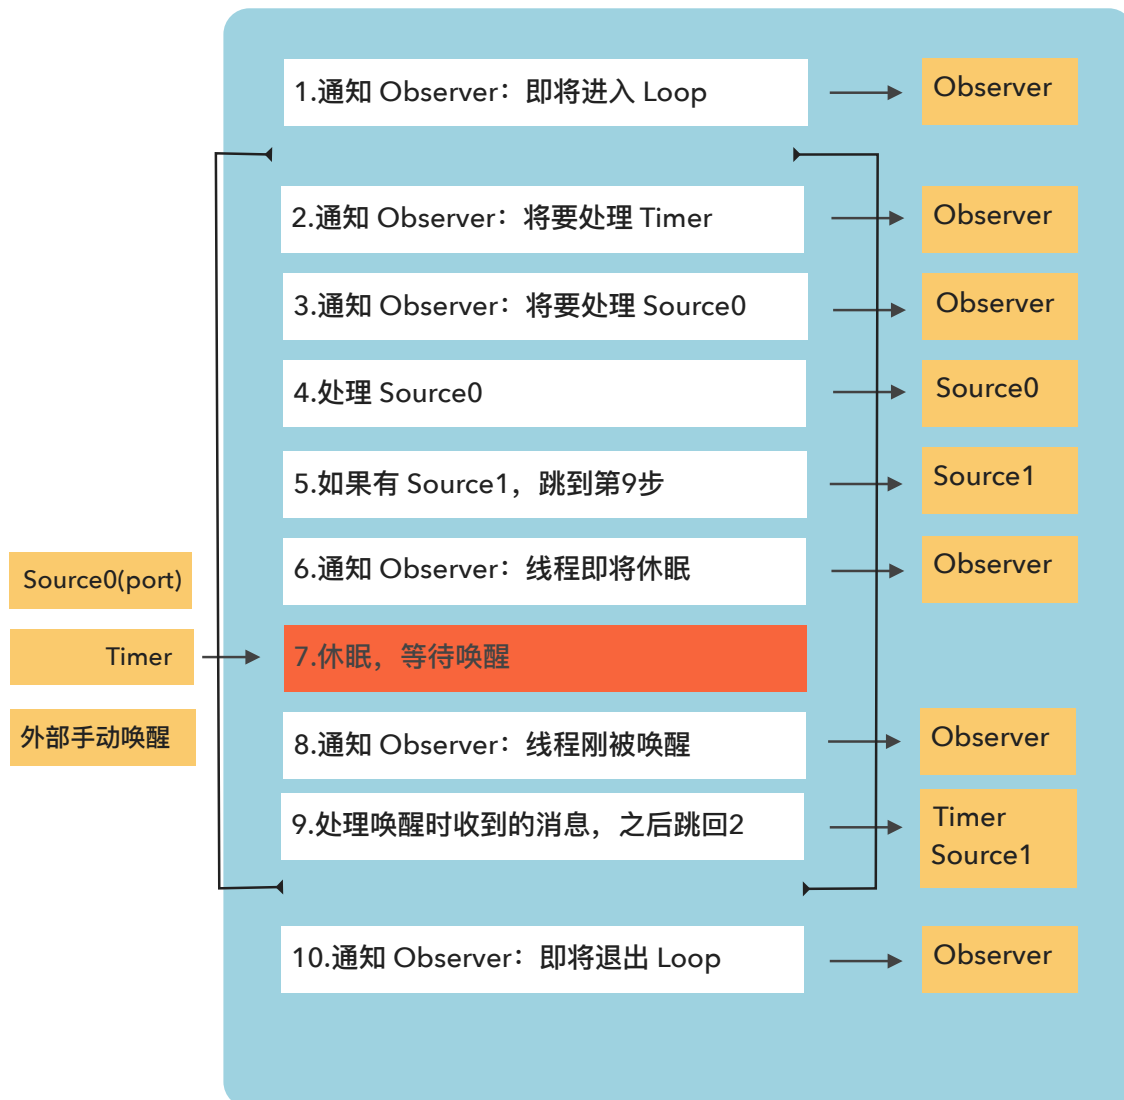 1.通知 Observer：即将进入 Loop
Observer
2.通知 Observer：将要处理 Timer
Observer
3.通知 Observer：将要处理 Source0
Observer
4.处理 Source0
Source0
5.如果有 Source1，跳到第9步
Source1
6.通知 Observer：线程即将休眠
Observer
Source0(port)
Timer
外部手动唤醒
7.休眠，等待唤醒
8.通知 Observer：线程刚被唤醒
Observer
9.处理唤醒时收到的消息，之后跳回2
Timer
Source1
10.通知 Observer：即将退出 Loop
Observer